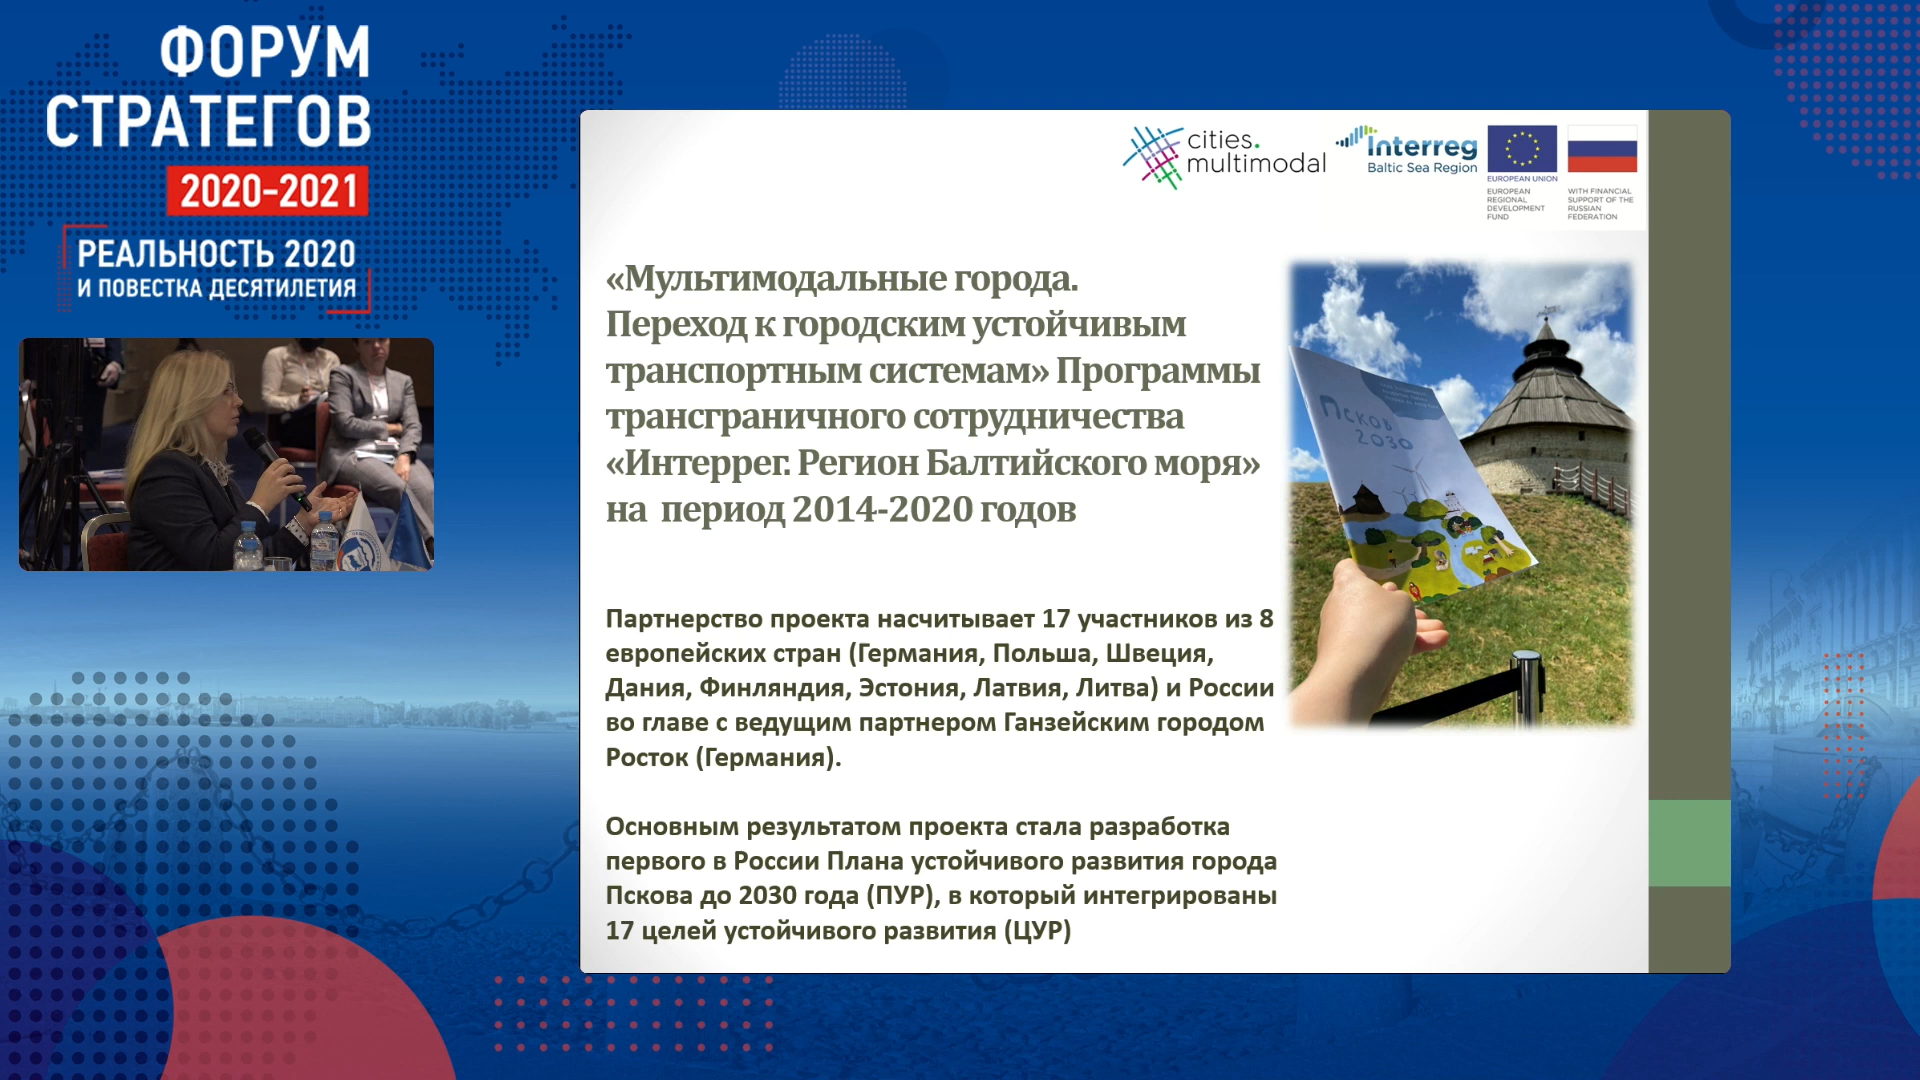 ФОРУМ
СТРАТЕГОВ
2020-2021
РЕАЛЬНОСТЬ 2020
И ПОВЕСТКА ДЕСЯТИЛЕТИЯ
cities.
multimodal
Interreg
Baltic Sea Region
EUROPEAN UNION
EUROPEAN
REGIONAL
DEVELOPMENT
FUND
WITH FINANCIAL
SUPPORT OF THE
RUSSIAN
FEDERATION
«Мультимодальные города.
Переход к городским устойчивым
транспортным системам» Программы
трансграничного сотрудничества
«Интеррег. Регион Балтийского моря»
на период 2014-2020 годов
Псков
2030
Партнерство проекта насчитывает 17 участников из 8
европейских стран (Германия, Польша, Швеция,
Дания, Финляндия, Эстония, Латвия, Литва) и России
во главе с ведущим партнером Ганзейским городом
Росток (Германия).
Основным результатом проекта стала разработка
первого в России Плана устойчивого развития города
Пскова до 2030 года (ПУР), в который интегрированы
17 целей устойчивого развития (ЦУР)